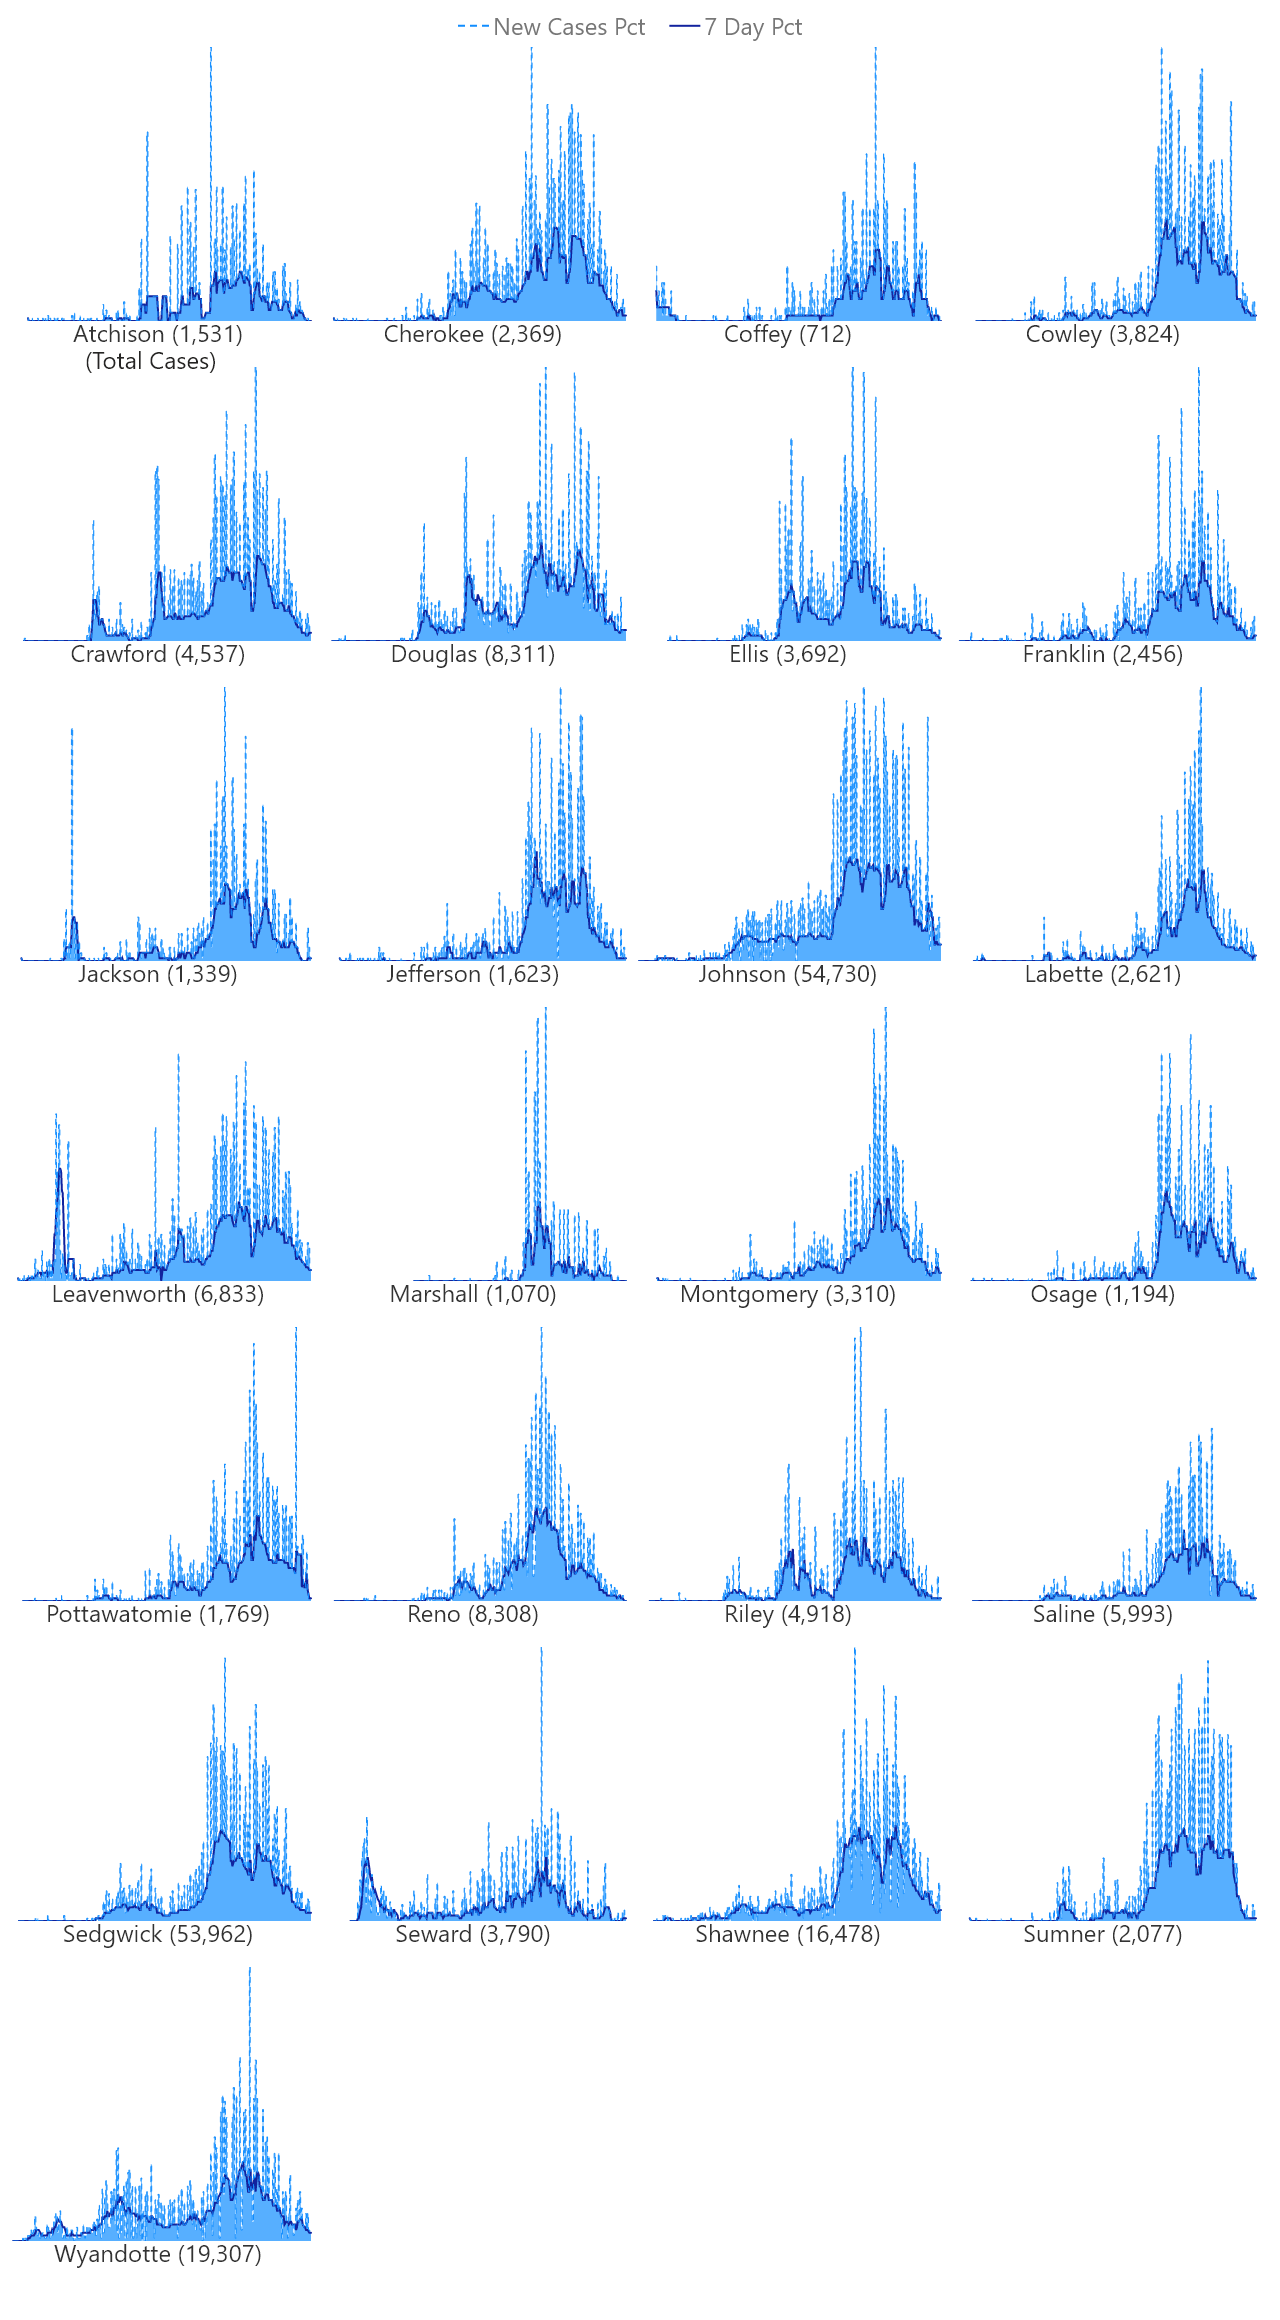 New Cases Pct 7 Day Pct
Atchison (1,531) Cherokee (2,369) Coffey (712) Cowley (3,824)
(Total Cases)
Crawford (4,537) Douglas (8,311) Ellis (3,692) Franklin (2,456)
Jackson (1,339) Jefferson (1,623) Johnson (54,730) Labette (2,621)
Leavenworth (6,833) Marshall (1,070) Montgomery (3,310) Osage (1,194)
Pottawatomie (1,769) Reno (8,308) Riley (4,918) Saline (5,993)
Sedgwick (53,962) Seward (3,790) Shawnee (16,478) Sumner (2,077)
Wyandotte (19,307)